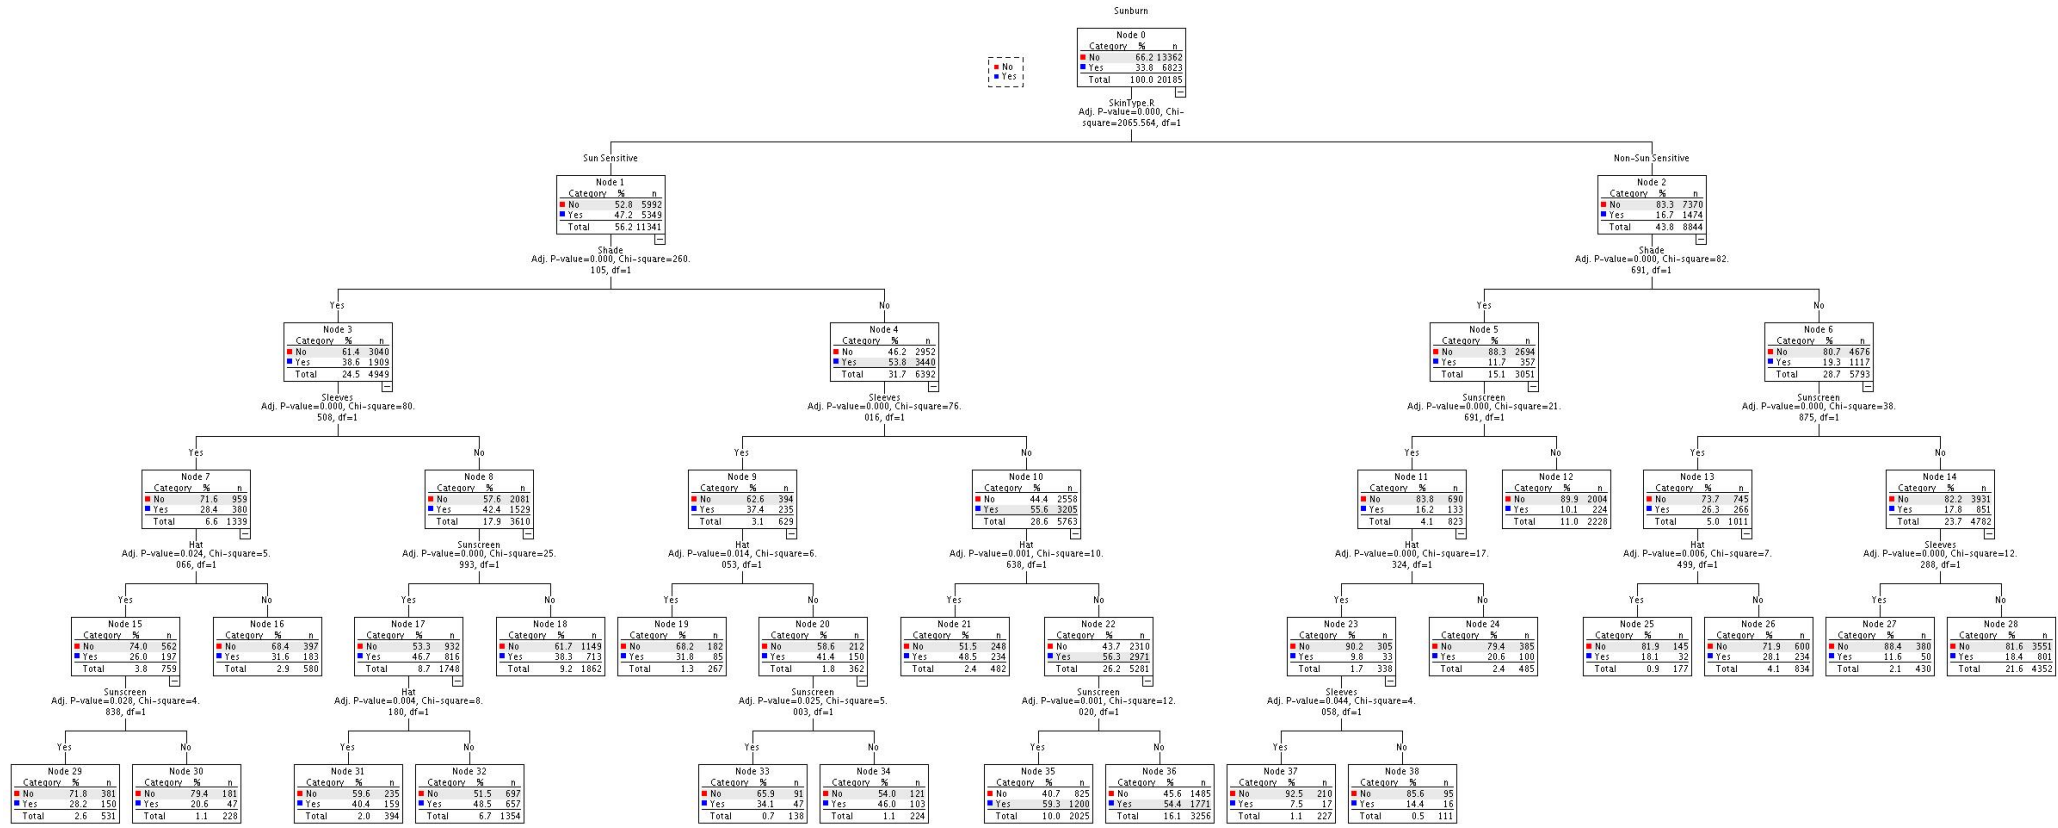 Sunburn
No
Yes
Node 0
Category % n
No 66.2 13362
Yes 33.8 6823
Total 100.0 20185
SkinType.R
Adj. P-value=0.000, Chi-
square=2065.564, df=1
Sun Sensitive
Non-Sun Sensitive
Node 1
Category % n
No 52.8 5992
Yes 47.2 5349
Total 56.2 11341
Shade
Adj. P-value=0.000, Chi-square=260.
105, df=1
Node 2
Category % n
No 83.3 7370
Yes 16.7 1474
Total 43.8 8844
Shade
Adj. P-value=0.000, Chi-square=82.
691, df=1
Yes
No
Yes
No
Node 3
Category % n
No 61.4 3040
Yes 38.6 1909
Total 24.5 4949
Sleeves
Adj. P-value=0.000, Chi-square=80.
508, df=1
Node 4
Category % n
No 46.2 2952
Yes 53.8 3440
Total 31.7 6392
Sleeves
Adj. P-value=0.000, Chi-square=76.
016, df=1
Node 5
Category % n
No 88.3 2694
Yes 11.7 357
Total 15.1 3051
Sunscreen
Adj. P-value=0.000, Chi-square=21.
691, df=1
Node 6
Category % n
No 80.7 4676
Yes 19.3 1117
Total 28.7 5793
Sunscreen
Adj. P-value=0.000, Chi-square=38.
875, df=1
Yes
No
Yes
No
Yes
No
Yes
No
Node 7
Category % n
No 71.6 959
Yes 28.4 380
Total 6.6 1339
Hat
Adj. P-value=0.024, Chi-square=5.
066, df=1
Node 8
Category % n
No 57.6 2081
Yes 42.4 1529
Total 17.9 3610
Sunscreen
Adj. P-value=0.000, Chi-square=25.
993, df=1
Node 9
Category % n
No 62.6 394
Yes 37.4 235
Total 3.1 629
Hat
Adj. P-value=0.014, Chi-square=6.
053, df=1
Node 10
Category % n
No 44.4 2558
Yes 55.6 3205
Total 28.6 5763
Hat
Adj. P-value=0.001, Chi-square=10.
638, df=1
Node 11
Category % n
No 83.8 690
Yes 16.2 133
Total 4.1 823
Hat
Adj. P-value=0.000, Chi-square=17.
324, df=1
Node 12
Category % n
No 89.9 2004
Yes 10.1 224
Total 11.0 2228
Node 13
Category % n
No 73.7 745
Yes 26.3 266
Total 5.0 1011
Hat
Adj. P-value=0.006, Chi-square=7.
499, df=1
Node 14
Category % n
No 82.2 3931
Yes 17.8 851
Total 23.7 4782
Sleeves
Adj. P-value=0.000, Chi-square=12.
288, df=1
Yes
No
Yes
No
Yes
No
Yes
No
Yes
No
Yes
No
Yes
No
Node 15
Category % n
No 74.0 562
Yes 26.0 197
Total 3.8 759
Sunscreen
Adj. P-value=0.028, Chi-square=4.
838, df=1
Node 16
Category % n
No 68.4 397
Yes 31.6 183
Total 2.9 580
Node 17
Category % n
No 53.3 932
Yes 46.7 816
Total 8.7 1748
Hat
Adj. P-value=0.004, Chi-square=8.
180, df=1
Node 18
Category % n
No 61.7 1149
Yes 38.3 713
Total 9.2 1862
Node 19
Category % n
No 68.2 182
Yes 31.8 85
Total 1.3 267
Node 20
Category % n
No 58.6 212
Yes 41.4 150
Total 1.8 362
Sunscreen
Adj. P-value=0.025, Chi-square=5.
003, df=1
Node 21
Category % n
No 51.5 248
Yes 48.5 234
Total 2.4 482
Node 22
Category % n
No 43.7 2310
Yes 56.3 2971
Total 26.2 5281
Sunscreen
Adj. P-value=0.001, Chi-square=12.
020, df=1
Node 23
Category % n
No 90.2 305
Yes 9.8 33
Total 1.7 338
Sleeves
Adj. P-value=0.044, Chi-square=4.
058, df=1
Node 24
Category % n
No 79.4 385
Yes 20.6 100
Total 2.4 485
Node 25
Category % n
No 81.9 145
Yes 18.1 32
Total 0.9 177
Node 26
Category % n
No 71.9 600
Yes 28.1 234
Total 4.1 834
Node 27
Category % n
No 88.4 380
Yes 11.6 50
Total 2.1 430
Node 28
Category % n
No 81.6 3551
Yes 18.4 801
Total 21.6 4352
Yes
No
Yes
No
Yes
No
Yes
No
Yes
No
Node 29
Category % n
No 71.8 381
Yes 28.2 150
Total 2.6 531
Node 30
Category % n
No 79.4 181
Yes 20.6 47
Total 1.1 228
Node 31
Category % n
No 59.6 235
Yes 40.4 159
Total 2.0 394
Node 32
Category % n
No 51.5 697
Yes 48.5 657
Total 6.7 1354
Node 33
Category % n
No 65.9 91
Yes 34.1 47
Total 0.7 138
Node 34
Category % n
No 54.0 121
Yes 46.0 103
Total 1.1 224
Node 35
Category % n
No 40.7 825
Yes 59.3 1200
Total 10.0 2025
Node 36
Category % n
No 45.6 1485
Yes 54.4 1771
Total 16.1 3256
Node 37
Category % n
No 92.5 210
Yes 7.5 17
Total 1.1 227
Node 38
Category % n
No 85.6 95
Yes 14.4 16
Total 0.5 111